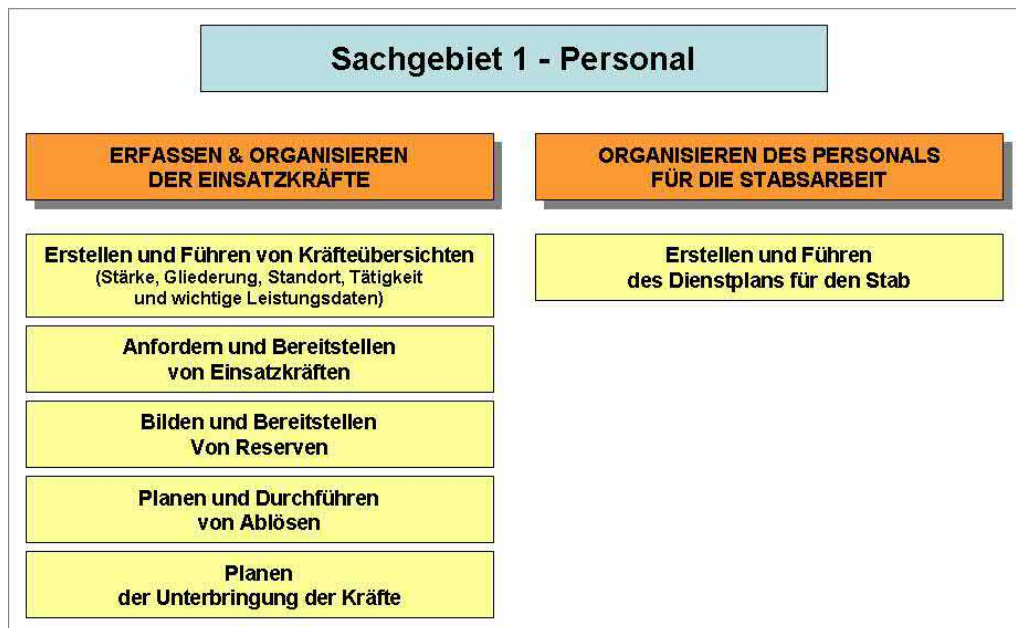 Sachgebiet 1 - Personal
ERFASSEN & ORGANISIEREN
DER EINSATZKRÄFTE
Erstellen und Führen von Kräfteübersichten
(Stärke, Gliederung, Standort, Tätigkeit
und wichtige Leistungsdaten)
Anfordern und Bereitstellen
von Einsatzkräften
Bilden und Bereitstellen
Von Reserven
Planen und Durchführen
von Ablösen
Planen
der Unterbringung der Kräfte
ORGANISIEREN DES PERSONALS
FÜR DIE STABSARBEIT
Erstellen und Führen
des Dienstplans für den Stab